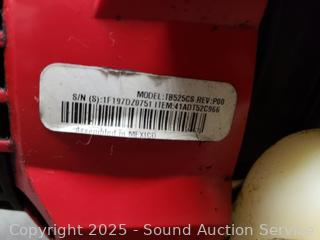 MODEL:TB525CS REV:P00
S/N (S):1F197DZ0751 ITEM:41ADT52C966
Assembled in MEXICO
Copyright 2025 - Sound Auction Service